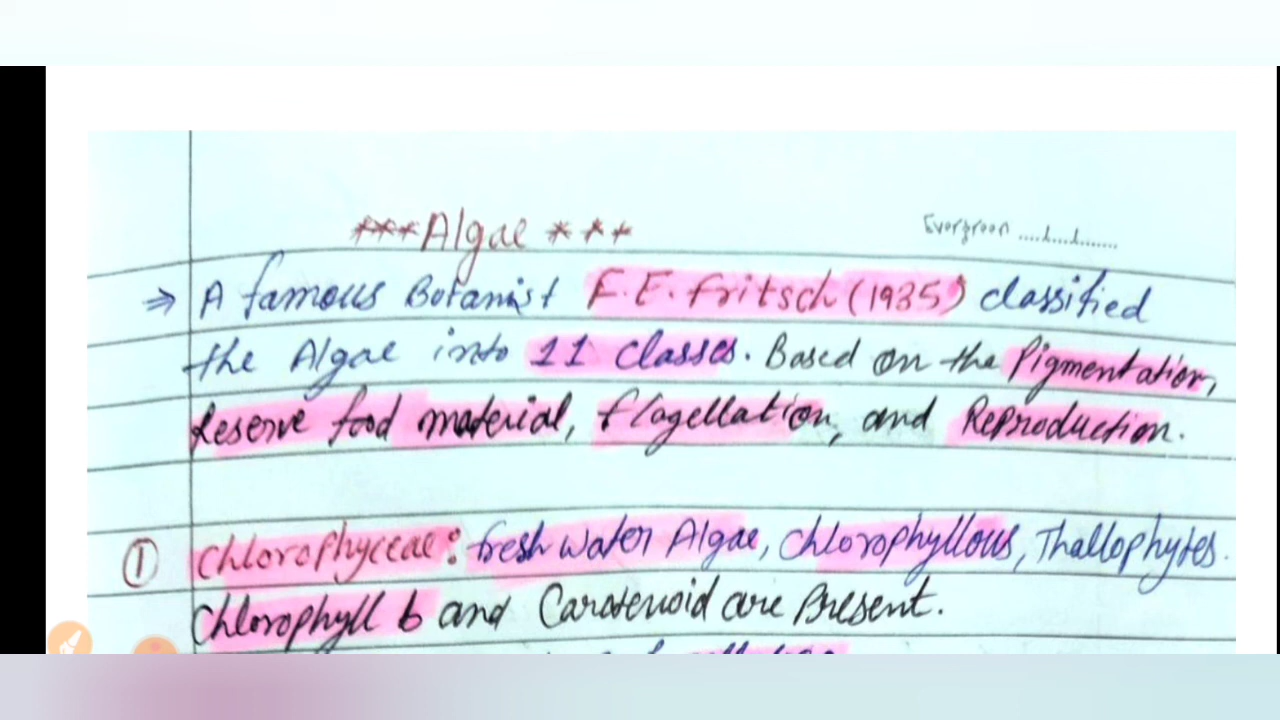 ***Algae ***
Evergreen
⇒ A famous Botanist F.E. Fritsch (1935) classified
the Algae into 11 classes. Based on the Pigmentation,
Reserve food material, Flagellation, and Reproduction.
① Chlorophyceae: fresh water Algae, Chlorophyllous, Thallophytes.
Chlorophyll b and Carotenoid are Present.